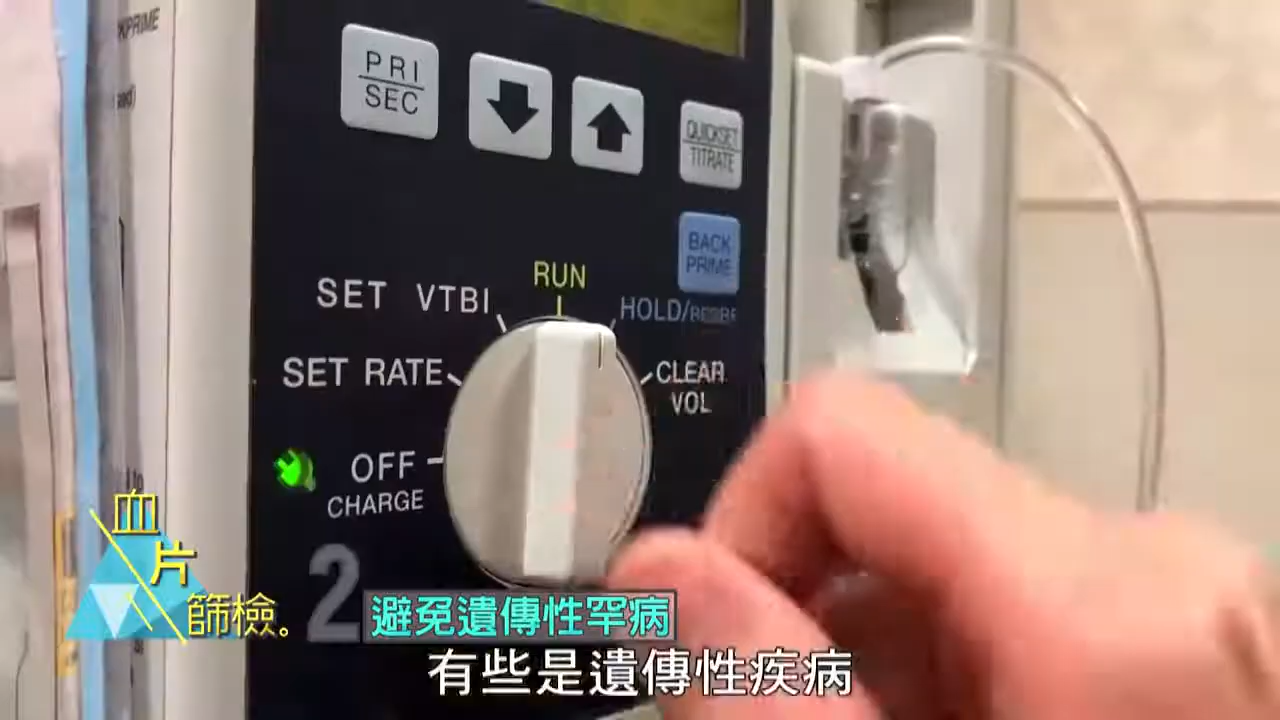 KPRIME
PRI
SEC
QUICKSET
TITRATE
BACK
PRIME
RUN
SET VTBI
HOLD/
SET RATE
CLEAR
VOL
OFF
CHARGE
2
血片篩檢。
避免遺傳性罕病
有些是遺傳性疾病